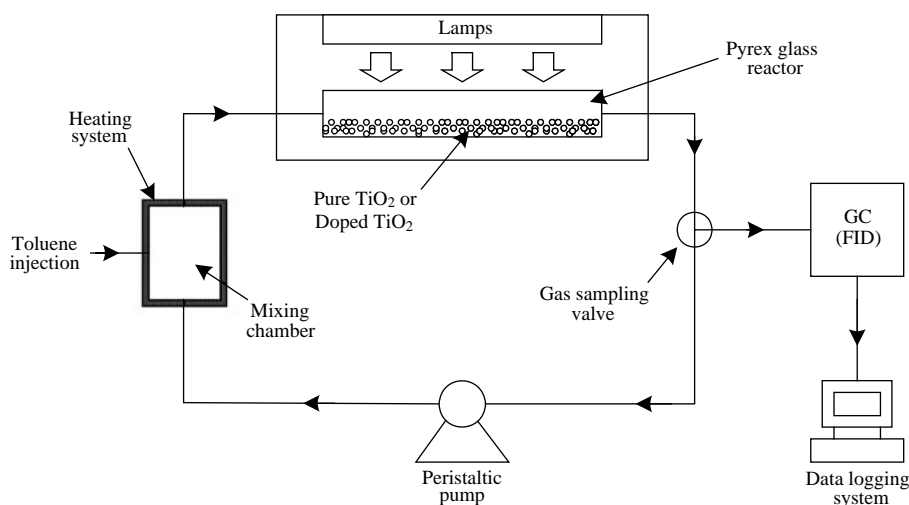 Lamps
Pyrex glass
reactor
Heating
system
Pure TiO₂ or
Doped TiO₂
GC
(FID)
Toluene
injection
Gas sampling
valve
Mixing
chamber
Peristaltic
pump
Data logging
system